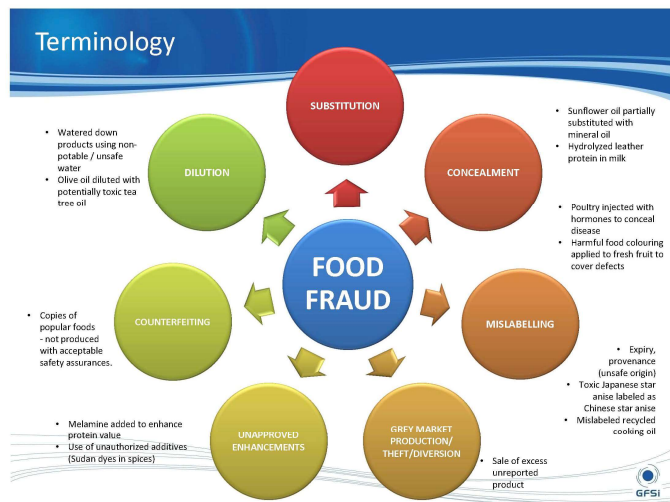 Terminology
SUBSTITUTION
• Sunflower oil partially
substituted with
mineral oil
• Hydrolyzed leather
protein in milk
CONCEALMENT
• Poultry injected with
hormones to conceal
disease
• Harmful food colouring
applied to fresh fruit to
cover defects
MISLABELLING
• Expiry,
provenance
(unsafe origin)
• Toxic Japanese star
anise labeled as
Chinese star anise
• Mislabeled recycled
cooking oil
GREY MARKET
PRODUCTION/
THEFT/DIVERSION
• Sale of excess
unreported
product
UNAPPROVED
ENHANCEMENTS
• Melamine added to enhance
protein value
• Use of unauthorized additives
(Sudan dyes in spices)
COUNTERFEITING
• Copies of
popular foods
- not produced
with acceptable
safety assurances.
DILUTION
• Watered down
products using non-
potable / unsafe
water
• Olive oil diluted with
potentially toxic tea
tree oil
FOOD
FRAUD
GFSi